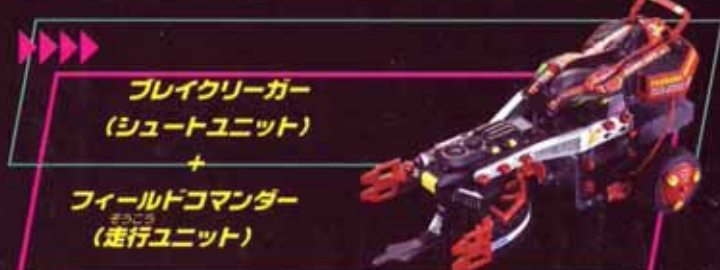 ブレイクリーガー
(シュートユニット)
+
フィールドコマンダー
そうこう
(走行ユニット)